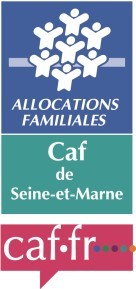 ALLOCATIONS
FAMILIALES
Caf
de
Seine-et-Marne
caf.fr